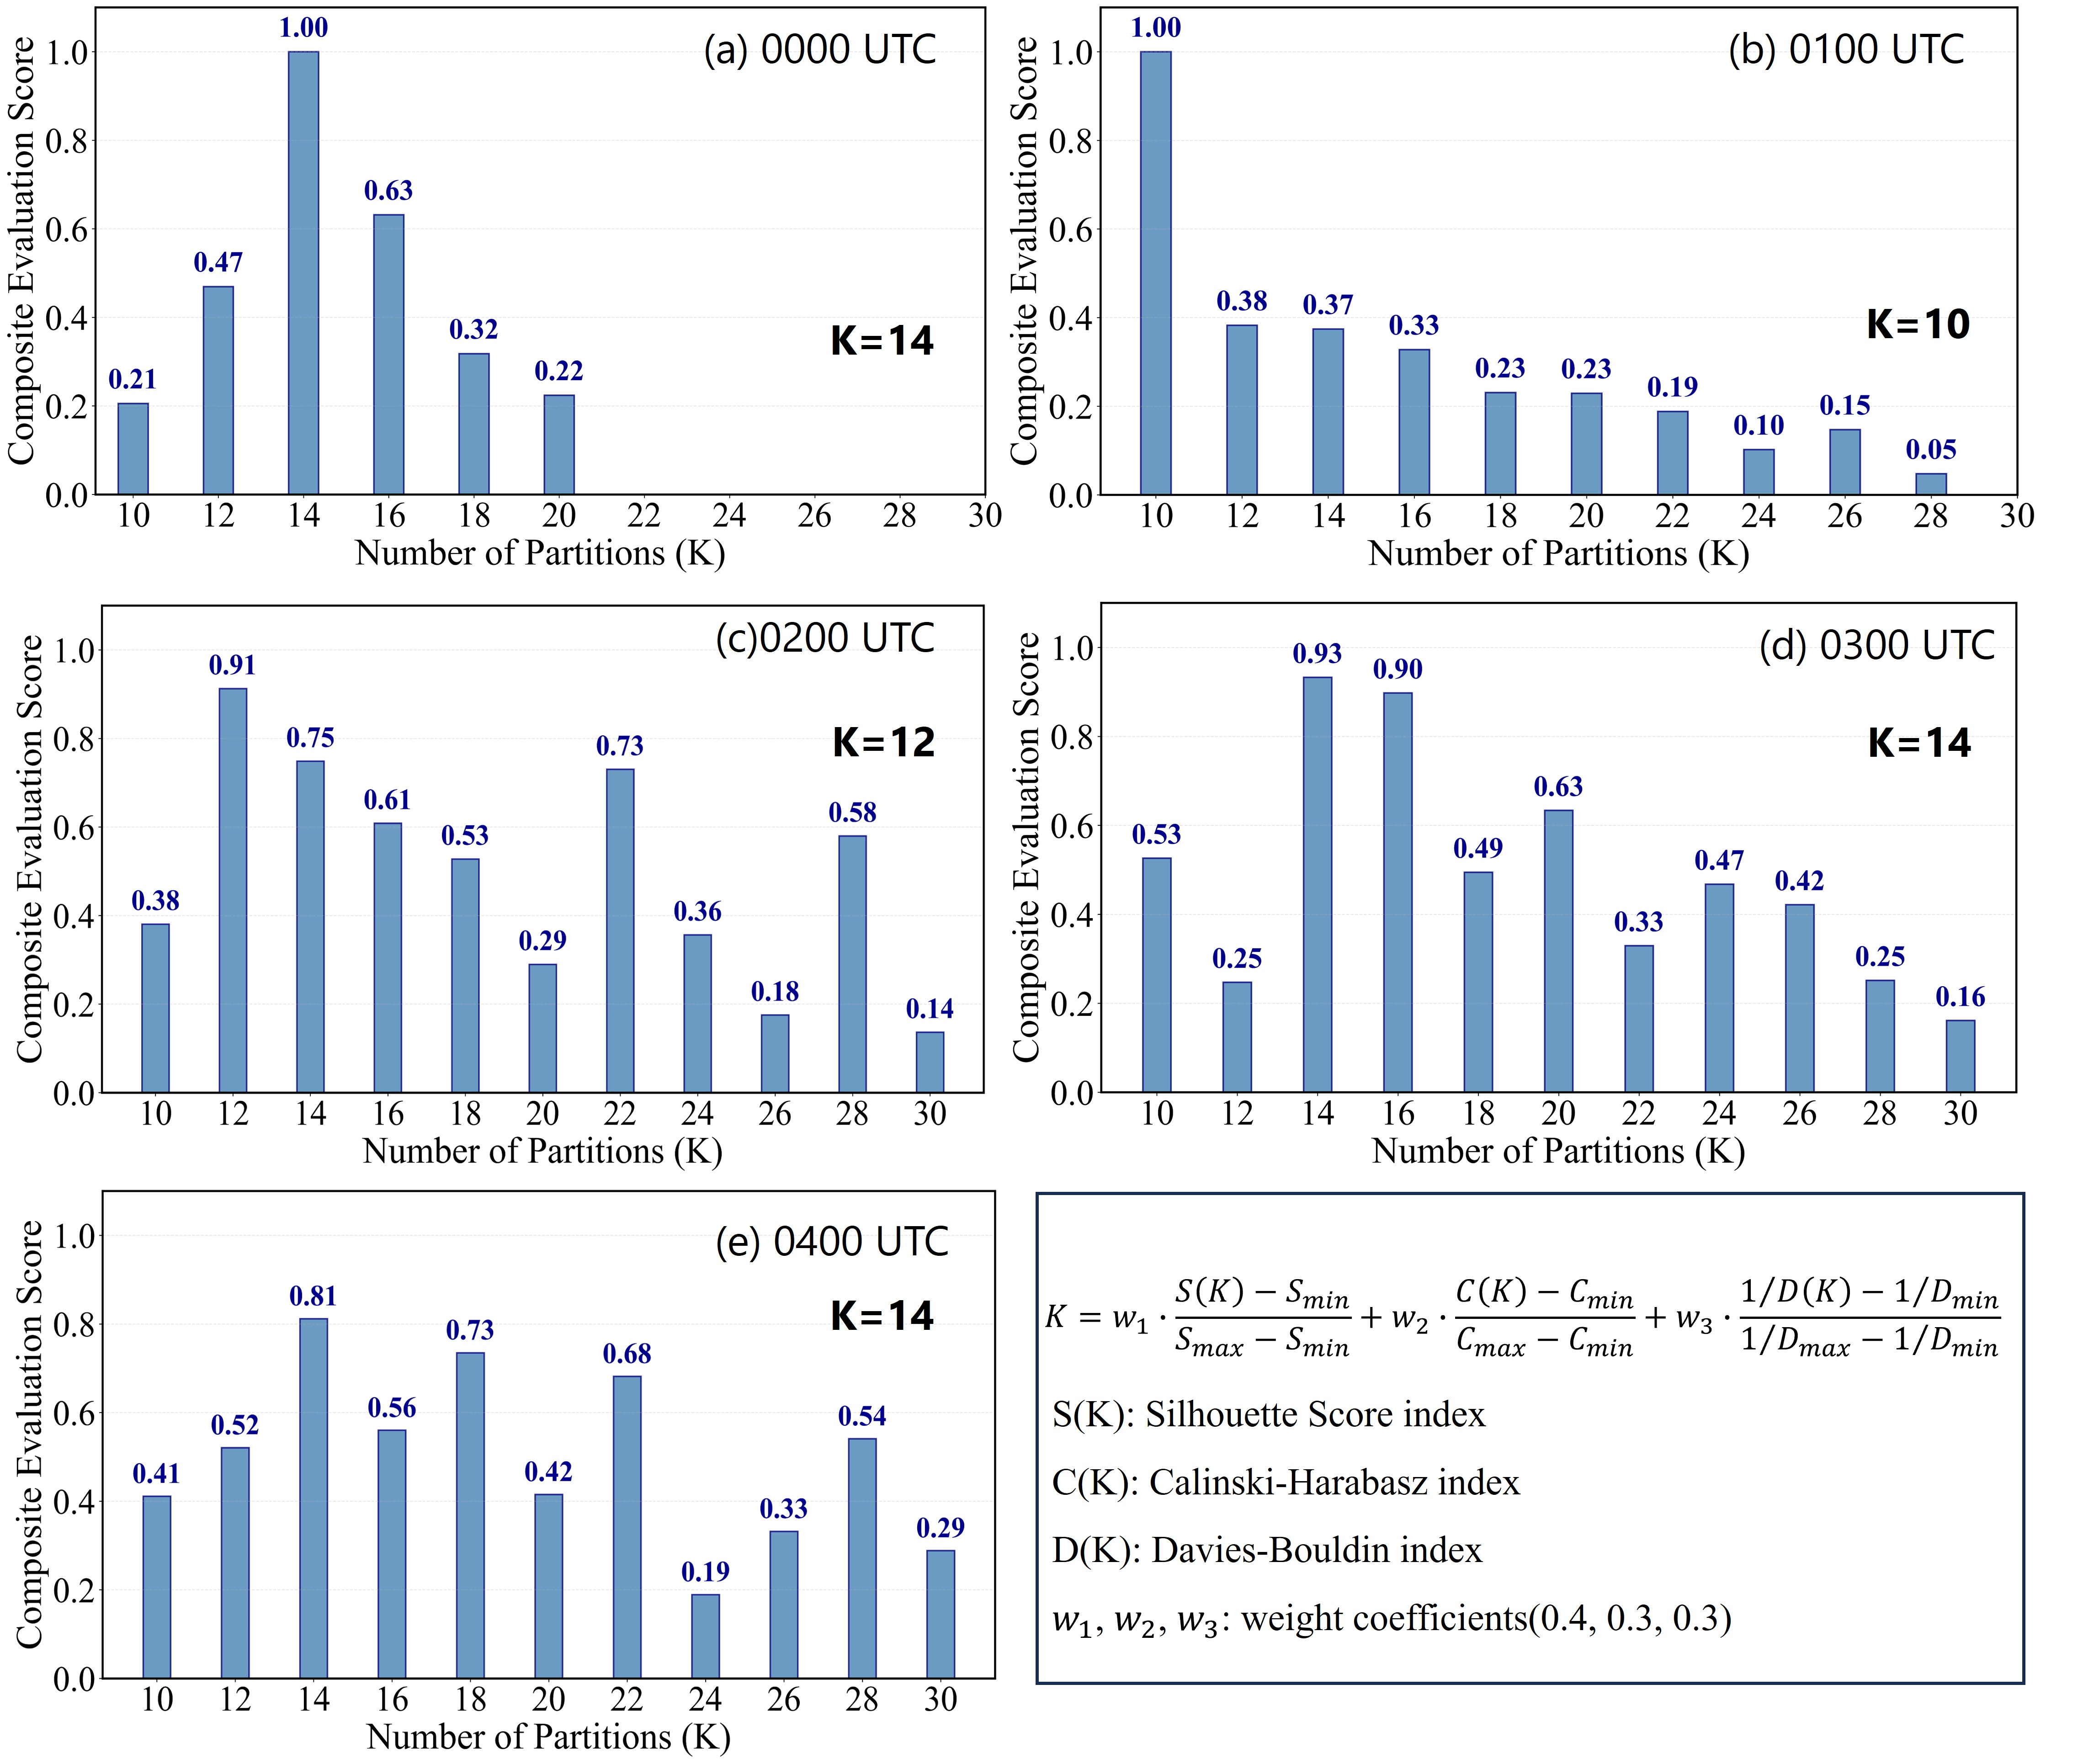 (a) 0000 UTC
Composite Evaluation Score
1.0
0.8
0.6
0.4
0.2
0.0
0.21
0.47
1.00
0.63
0.32
0.22
K=14
10 12 14 16 18 20 22 24 26 28 30
Number of Partitions (K)
(b) 0100 UTC
Composite Evaluation Score
1.0
0.8
0.6
0.4
0.2
0.0
1.00
0.38
0.37
0.33
0.23
0.23
0.19
0.10
0.15
0.05
K=10
10 12 14 16 18 20 22 24 26 28 30
Number of Partitions (K)
(c)0200 UTC
Composite Evaluation Score
1.0
0.8
0.6
0.4
0.2
0.0
0.38
0.91
0.75
0.61
0.53
0.29
0.73
0.36
0.18
0.58
0.14
K=12
10 12 14 16 18 20 22 24 26 28 30
Number of Partitions (K)
(d) 0300 UTC
Composite Evaluation Score
1.0
0.8
0.6
0.4
0.2
0.0
0.53
0.25
0.93
0.90
0.49
0.63
0.33
0.47
0.42
0.25
0.16
K=14
10 12 14 16 18 20 22 24 26 28 30
Number of Partitions (K)
(e) 0400 UTC
Composite Evaluation Score
1.0
0.8
0.6
0.4
0.2
0.0
0.41
0.52
0.81
0.56
0.73
0.42
0.68
0.19
0.33
0.54
0.29
K=14
10 12 14 16 18 20 22 24 26 28 30
Number of Partitions (K)
K = w₁ · (S(K) − S_min)/(S_max − S_min) + w₂ · (C(K) − C_min)/(C_max − C_min) + w₃ · (1/D(K) − 1/D_min)/(1/D_max − 1/D_min)
S(K): Silhouette Score index
C(K): Calinski-Harabasz index
D(K): Davies-Bouldin index
w₁, w₂, w₃: weight coefficients(0.4, 0.3, 0.3)